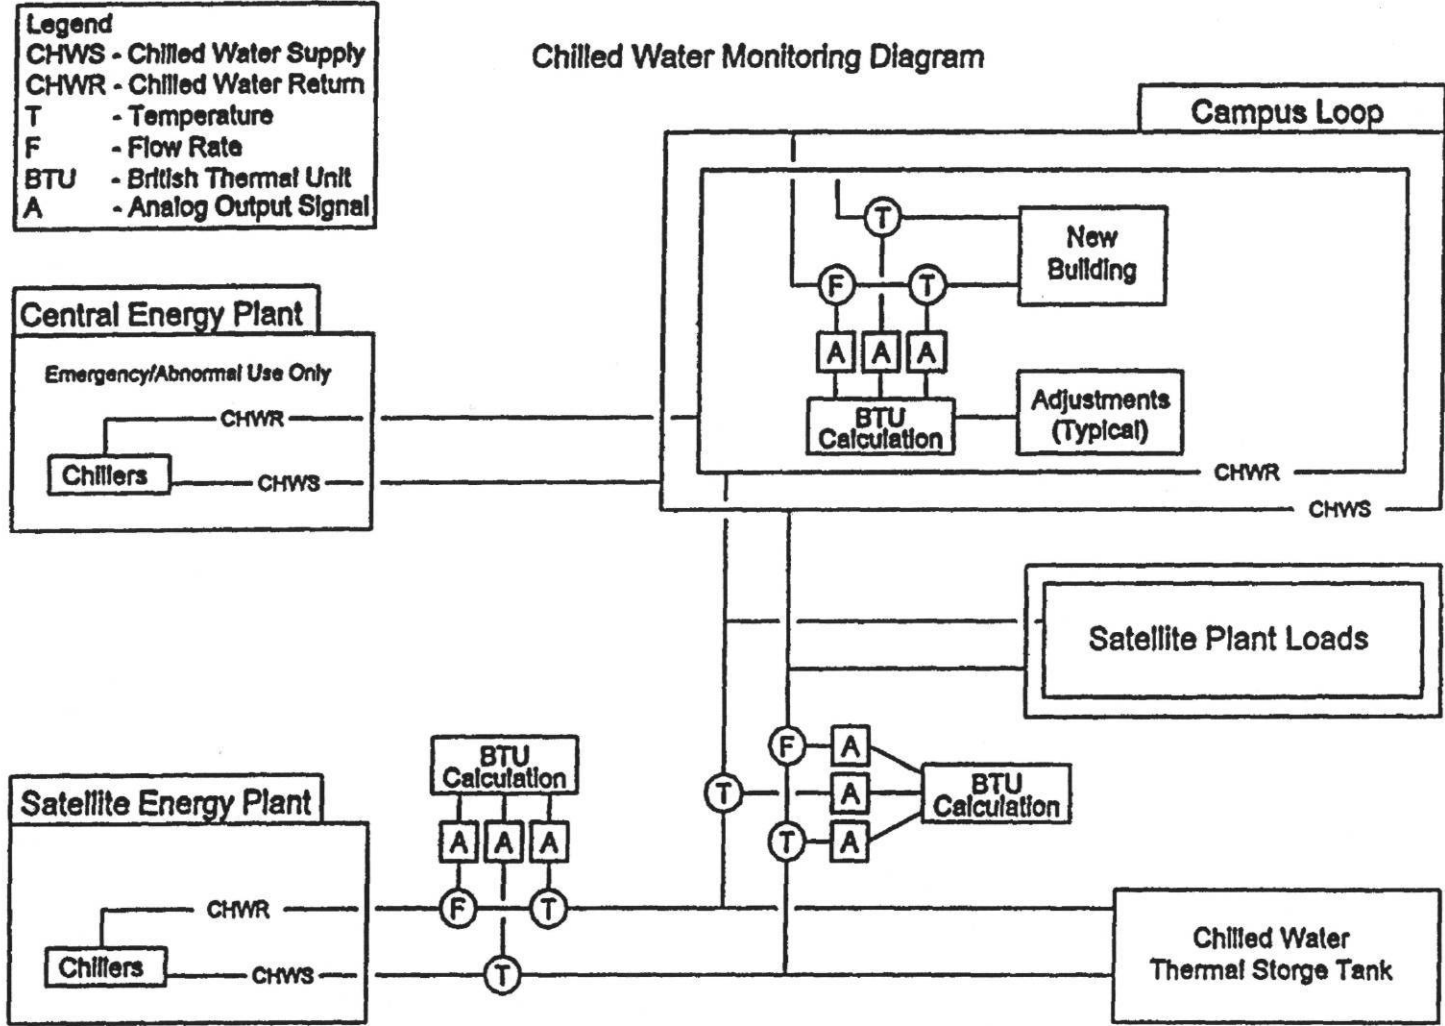 Legend
CHWS - Chilled Water Supply
CHWR - Chilled Water Return
T - Temperature
F - Flow Rate
BTU - British Thermal Unit
A - Analog Output Signal
Chilled Water Monitoring Diagram
Campus Loop
T
New
Building
F T
A A A
BTU
Calculation
Adjustments
(Typical)
CHWR
CHWS
Central Energy Plant
Emergency/Abnormal Use Only
CHWR
Chillers
CHWS
Satellite Plant Loads
F A
T A
T A
BTU
Calculation
BTU
Calculation
A A A
Satellite Energy Plant
CHWR
F T
Chillers
CHWS
T
Chilled Water
Thermal Storge Tank